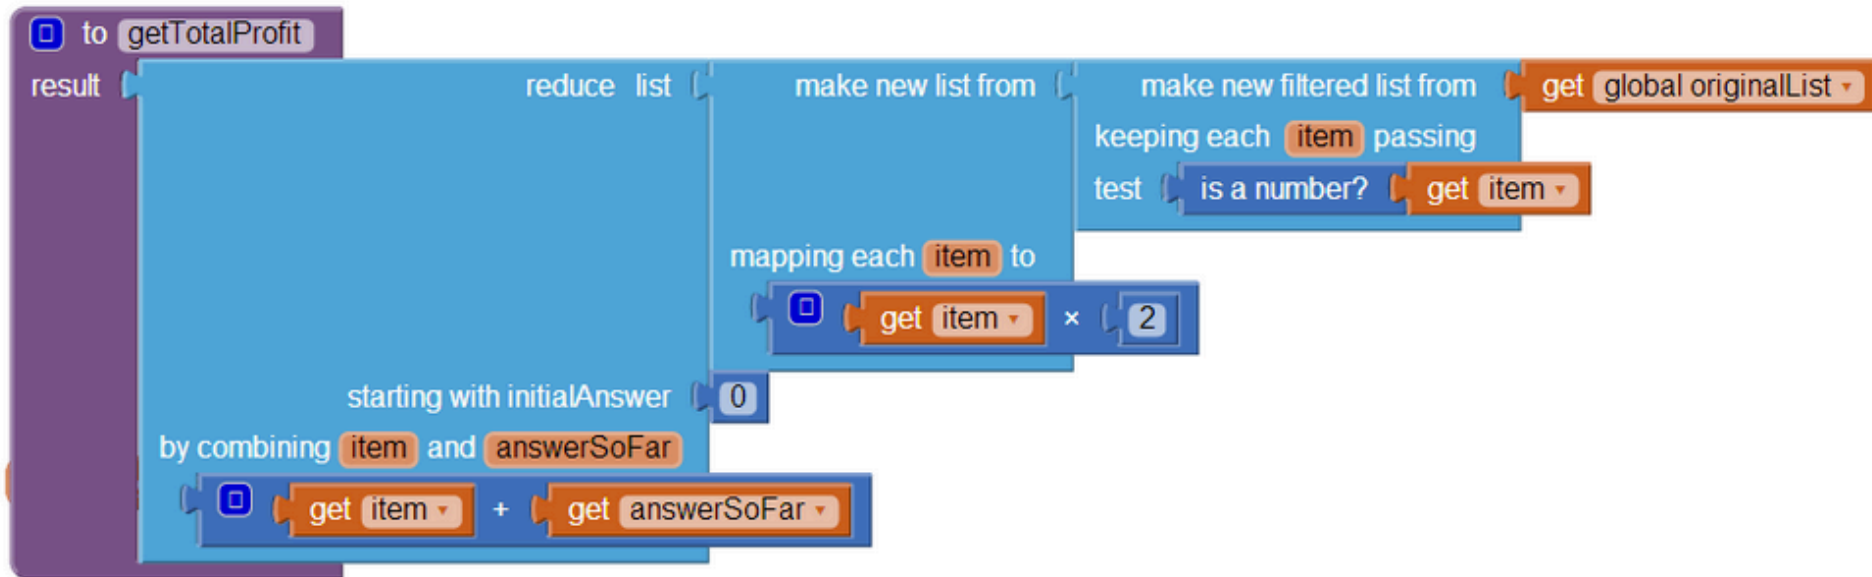 to getTotalProfit
result reduce list make new list from make new filtered list from get global originalList
keeping each item passing
test is a number? get item
mapping each item to
get item × 2
starting with initialAnswer 0
by combining item and answerSoFar
get item + get answerSoFar